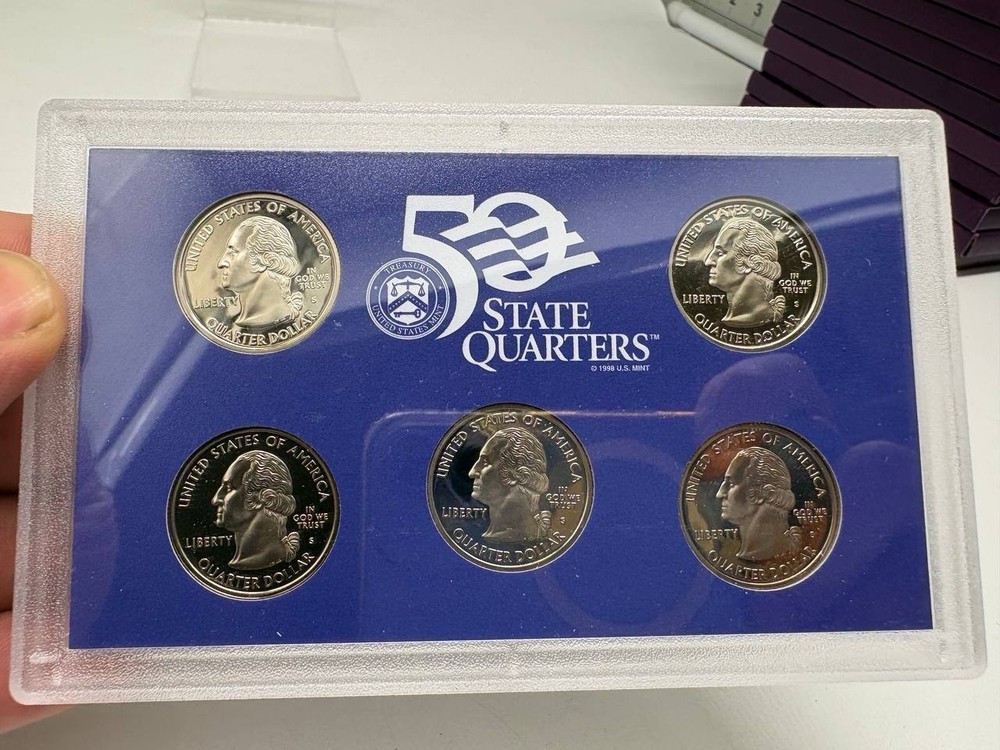 UNITED STATES OF AMERICA
LIBERTY
IN
GOD WE
TRUST
S
QUARTER DOLLAR
50
TREASURY
UNITED STATES MINT
STATE
QUARTERS™
© 1998 U.S. MINT
UNITED STATES OF AMERICA
LIBERTY
IN
GOD WE
TRUST
S
QUARTER DOLLAR
UNITED STATES OF AMERICA
LIBERTY
IN
GOD WE
TRUST
S
QUARTER DOLLAR
UNITED STATES OF AMERICA
LIBERTY
IN
GOD WE
TRUST
S
QUARTER DOLLAR
UNITED STATES OF AMERICA
LIBERTY
IN
GOD WE
TRUST
S
QUARTER DOLLAR
2 3